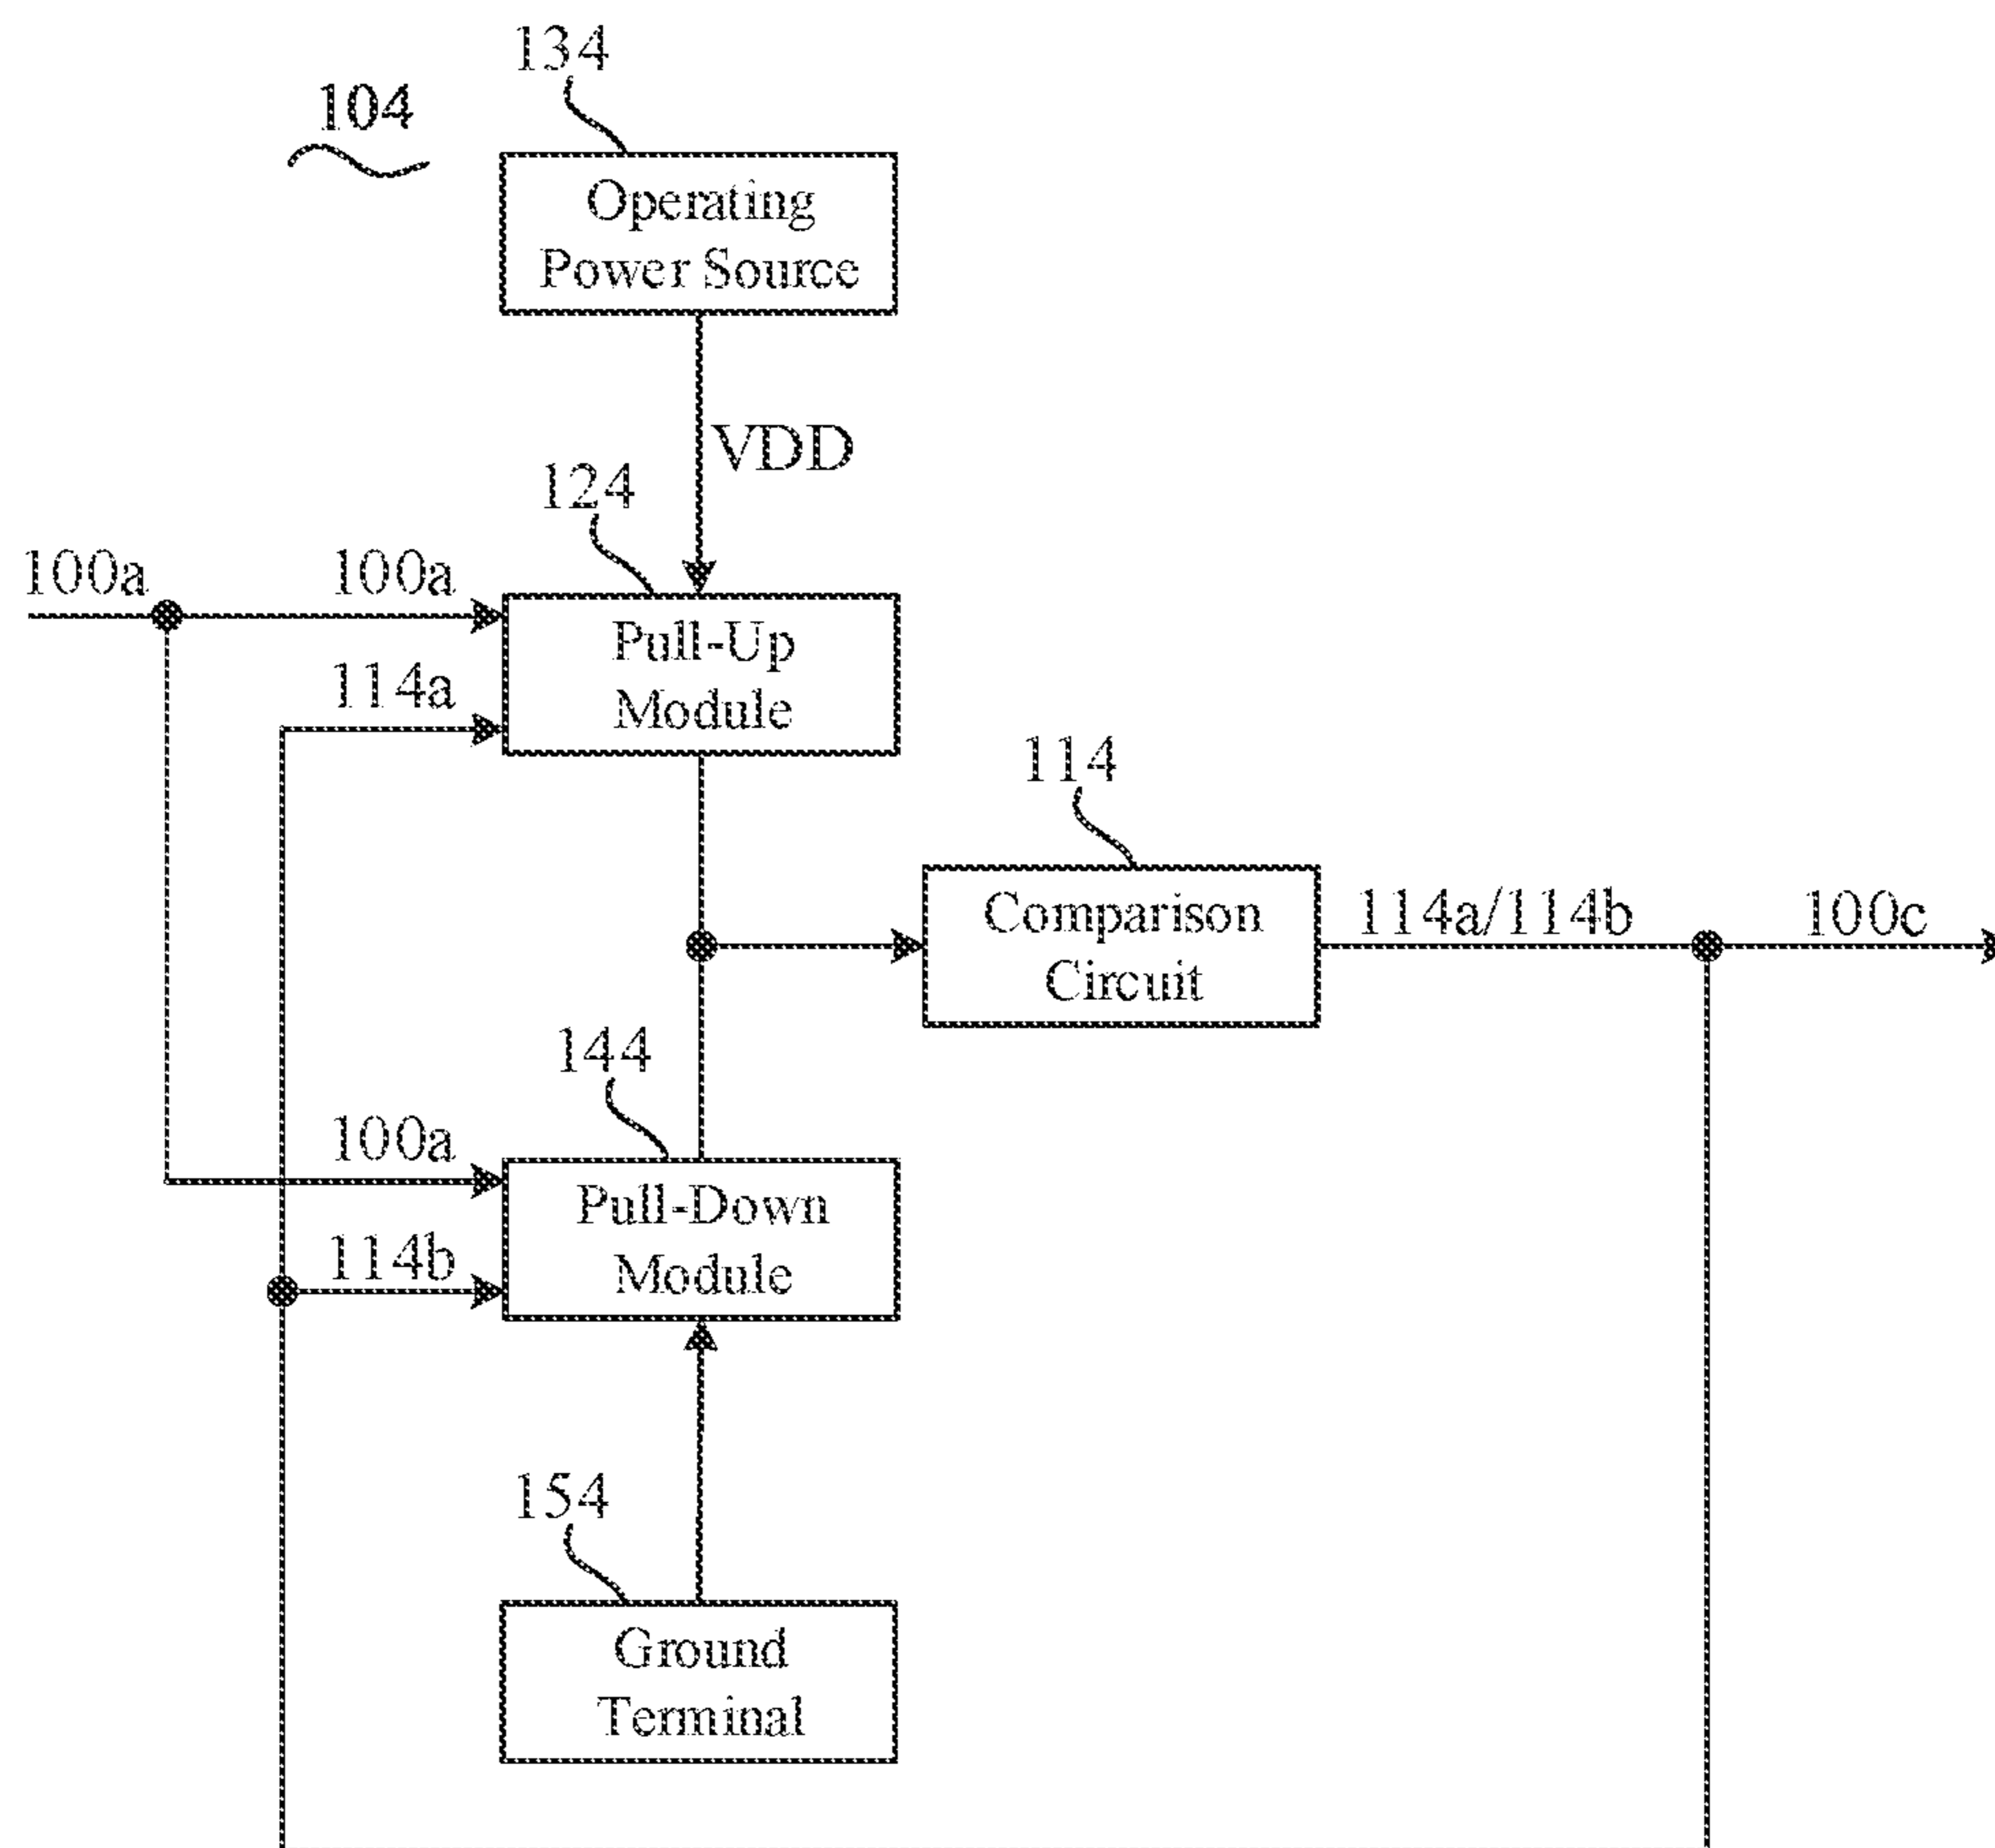 134
104
Operating
Power Source
VDD
124
100a
100a
Pull-Up
Module
114a
114
Comparison
Circuit
114a/114b
100c
144
100a
Pull-Down
Module
114b
154
Ground
Terminal